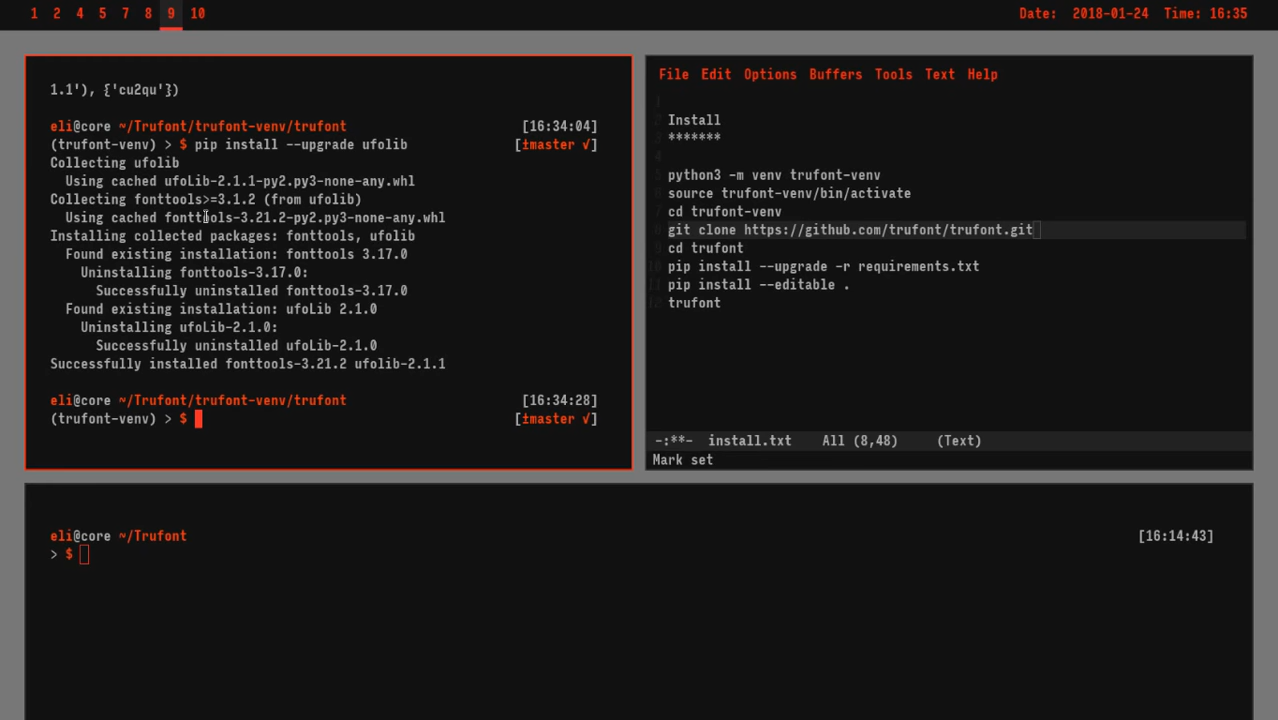 1 2 4 5 7 8 9 10 Date: 2018-01-24 Time: 16:35
1.1'), {'cu2qu'})
eli@core ~/Trufont/trufont-venv/trufont [16:34:04]
(trufont-venv) > $ pip install --upgrade ufolib [±master √]
Collecting ufolib
Using cached ufoLib-2.1.1-py2.py3-none-any.whl
Collecting fonttools>=3.1.2 (from ufolib)
Using cached fonttools-3.21.2-py2.py3-none-any.whl
Installing collected packages: fonttools, ufolib
Found existing installation: fonttools 3.17.0
Uninstalling fonttools-3.17.0:
Successfully uninstalled fonttools-3.17.0
Found existing installation: ufoLib 2.1.0
Uninstalling ufoLib-2.1.0:
Successfully uninstalled ufoLib-2.1.0
Successfully installed fonttools-3.21.2 ufolib-2.1.1
eli@core ~/Trufont/trufont-venv/trufont [16:34:28]
(trufont-venv) > $ [±master √]
File Edit Options Buffers Tools Text Help
Install
*******
python3 -m venv trufont-venv
source trufont-venv/bin/activate
cd trufont-venv
git clone https://github.com/trufont/trufont.git
cd trufont
pip install --upgrade -r requirements.txt
pip install --editable .
trufont
-:**- install.txt All (8,48) (Text)
Mark set
eli@core ~/Trufont [16:14:43]
> $